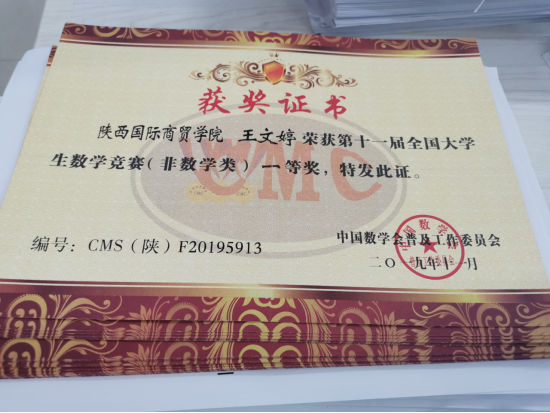 获奖证书
陕西国际商贸学院 王文婷 荣获第十一届全国大学
生数学竞赛（非数学类）一等奖，特发此证。
编号：CMS（陕）F20195913
中国数学会普及工作委员会
二〇一九年十一月
CMC